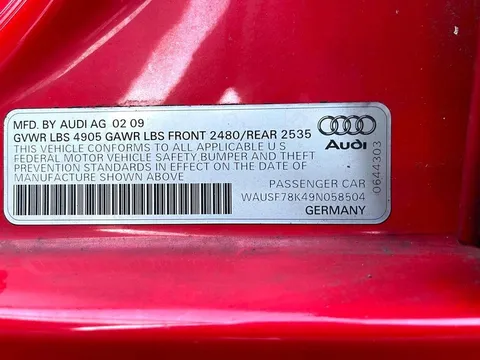 MFD. BY AUDI AG 02 09
GVWR LBS 4905 GAWR LBS FRONT 2480/REAR 2535
THIS VEHICLE CONFORMS TO ALL APPLICABLE U S
FEDERAL MOTOR VEHICLE SAFETY,BUMPER AND THEFT
PREVENTION STANDARDS IN EFFECT ON THE DATE OF
MANUFACTURE SHOWN ABOVE
Audi
0644303
PASSENGER CAR
WAUSF78K49N058504
GERMANY